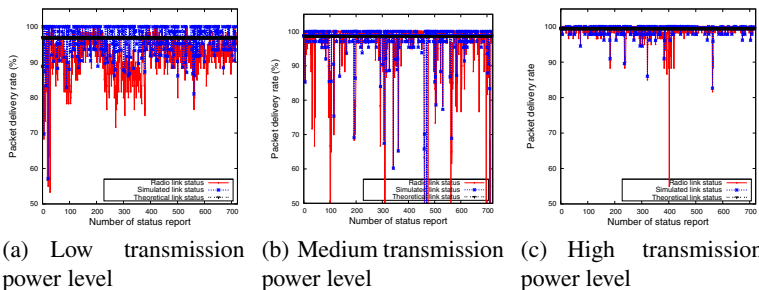 Packet delivery rate (%)
100
90
80
70
60
50
0 100 200 300 400 500 600 700
Number of status report
Radio link status
Simulated link status
Theoretical link status
Packet delivery rate (%)
100
90
80
70
60
50
0 100 200 300 400 500 600 700
Number of status report
Radio link status
Simulated link status
Theoretical link status
Packet delivery rate
100
90
80
70
60
50
0 100 200 300 400 500 600 700
Number of status report
Radio link status
Simulated link status
Theoretical link status
(a) Low transmission
power level
(b) Medium transmission
power level
(c) High transmission
power level